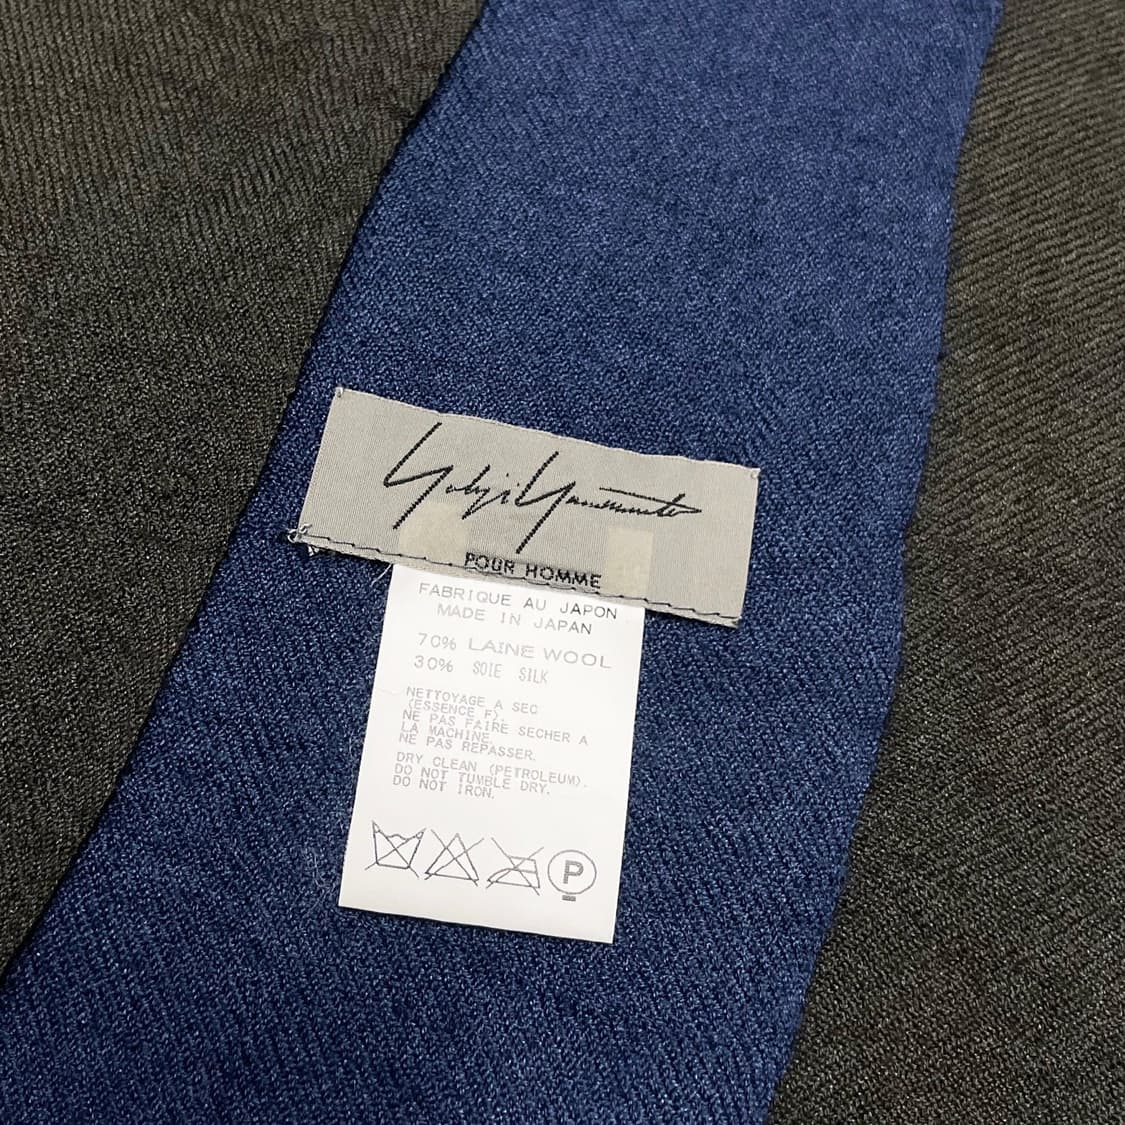 Yohji Yamamoto
POUR HOMME
FABRIQUE AU JAPON
MADE IN JAPAN
70% LAINE WOOL
30% SOIE SILK
NETTOYAGE A SEC
(ESSENCE F).
NE PAS FAIRE SECHER A
LA MACHINE.
NE PAS REPASSER.
DRY CLEAN (PETROLEUM).
DO NOT TUMBLE DRY.
DO NOT IRON.
P